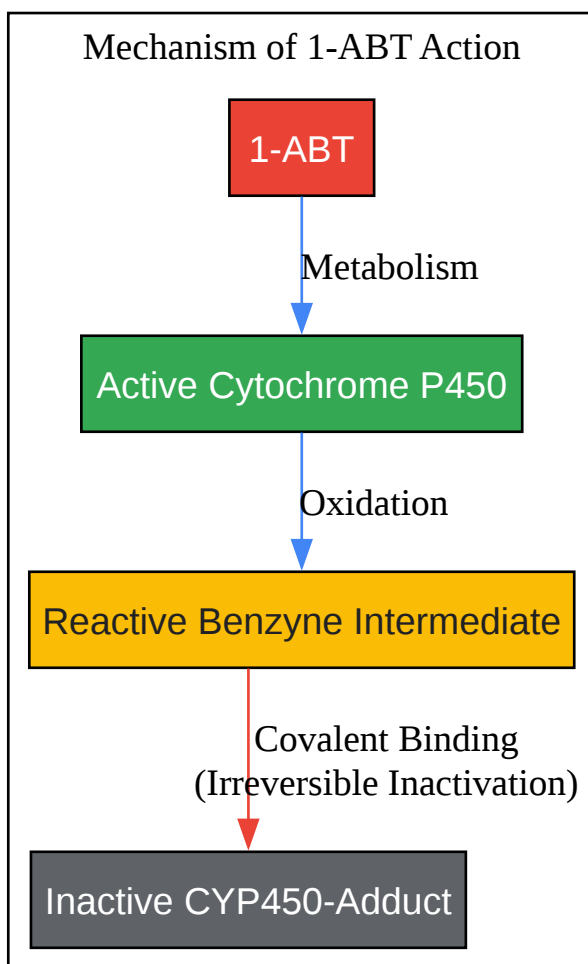 Mechanism of 1-ABT Action
1-ABT
Metabolism
Active Cytochrome P450
Oxidation
Reactive Benzyne Intermediate
Covalent Binding
(Irreversible Inactivation)
Inactive CYP450-Adduct